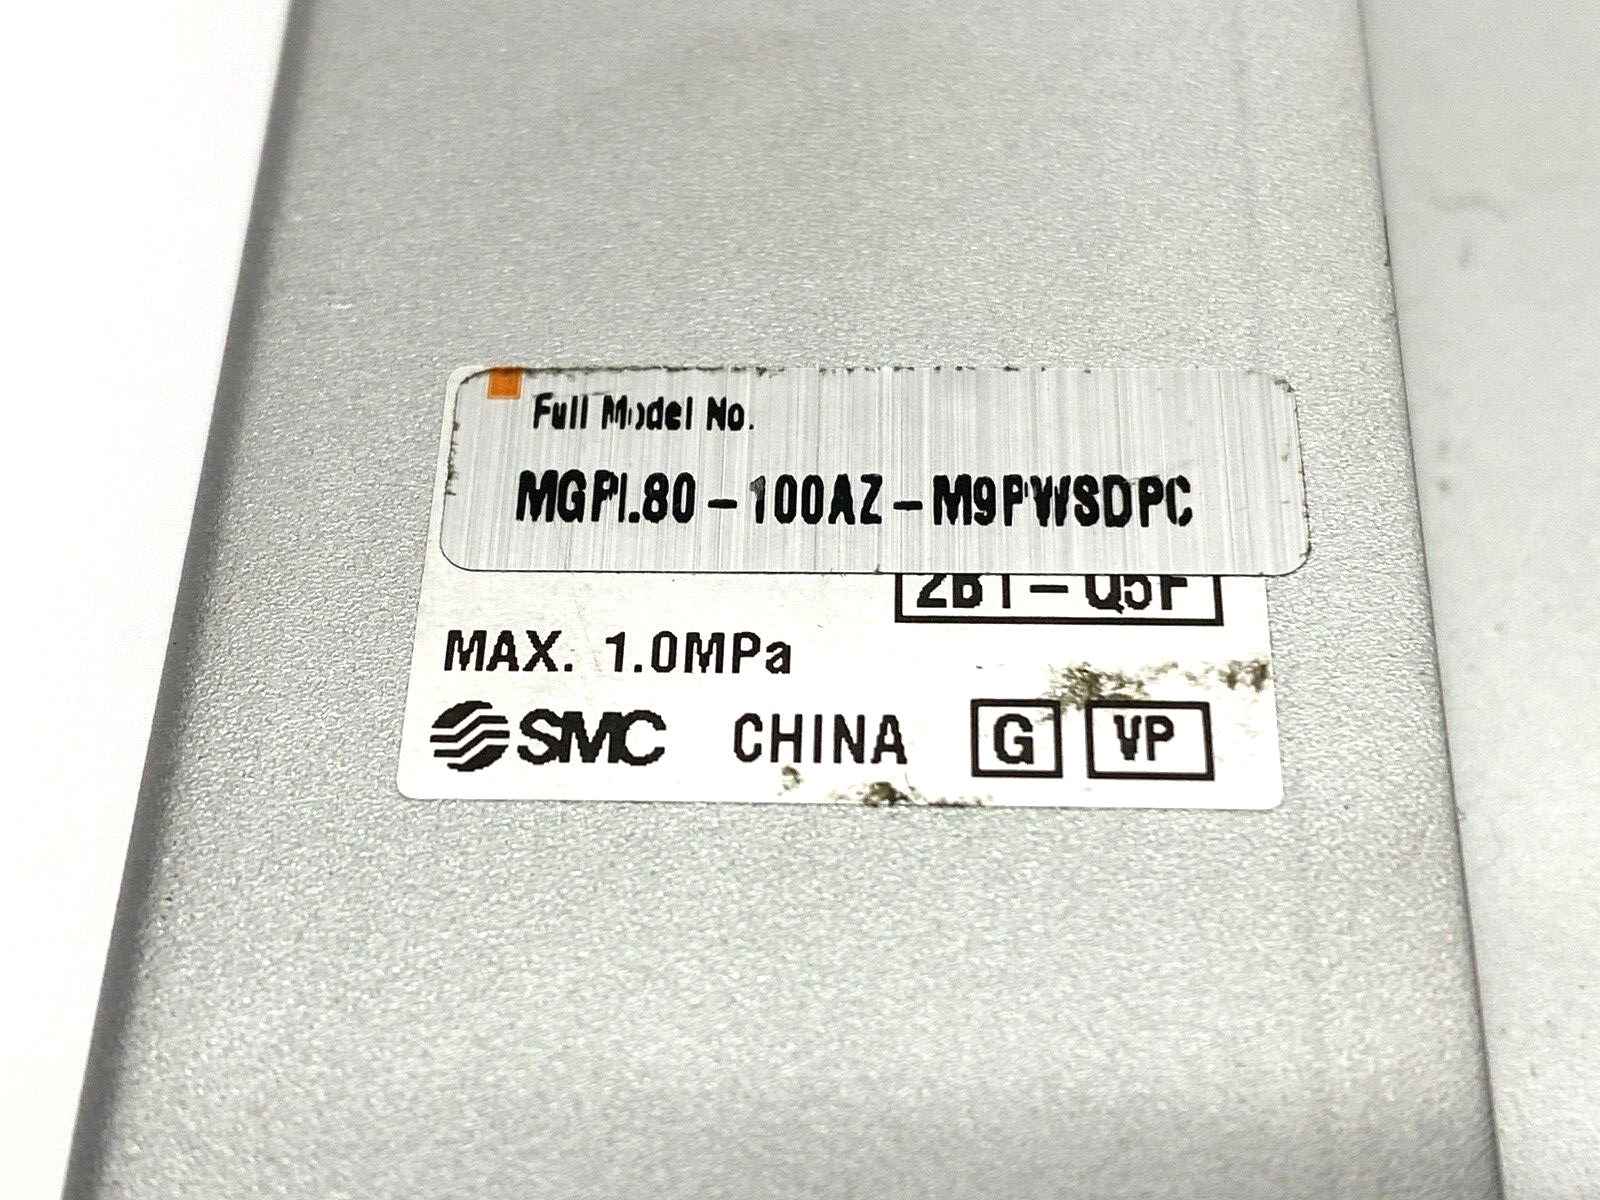 Full Model No.
MGPL80-100AZ-M9PWSDPC
MAX. 1.0MPa
SMC CHINA G VP